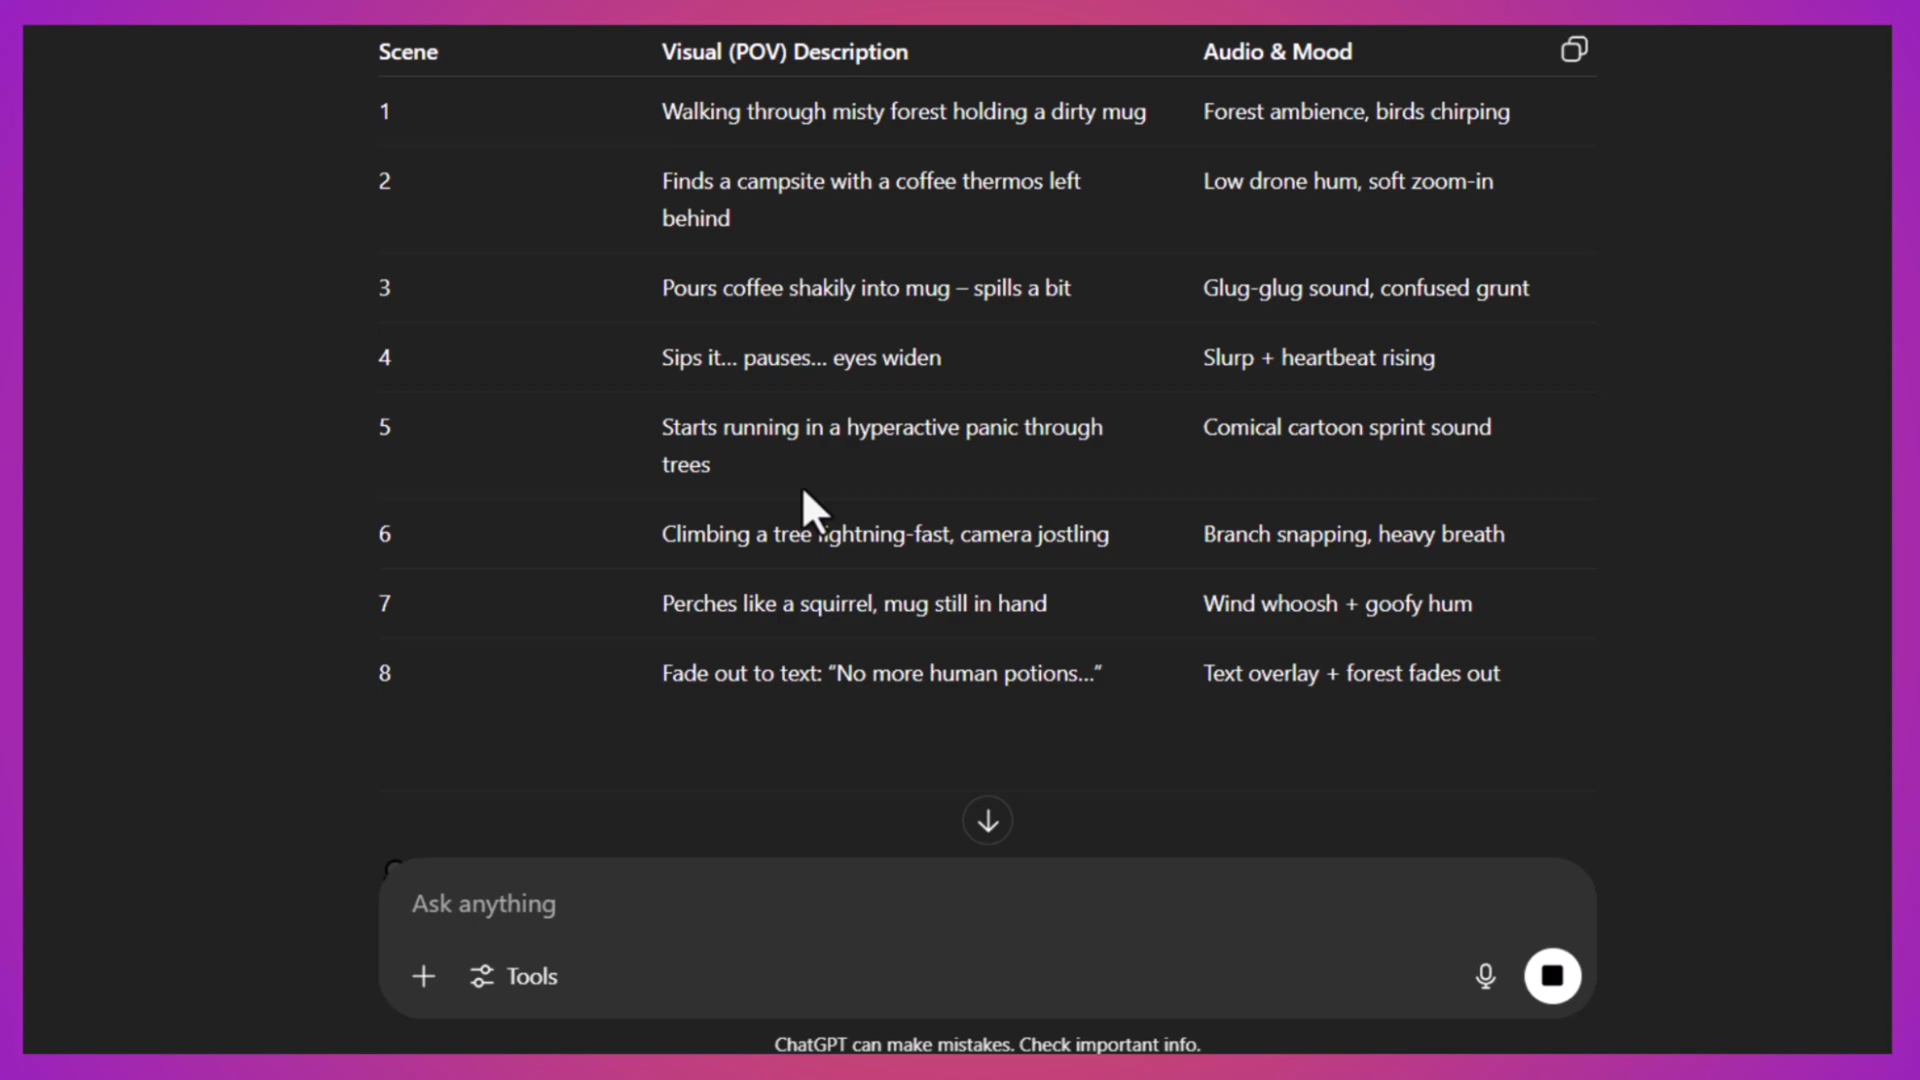 Scene Visual (POV) Description Audio & Mood
1 Walking through misty forest holding a dirty mug Forest ambience, birds chirping
2 Finds a campsite with a coffee thermos left Low drone hum, soft zoom-in
behind
3 Pours coffee shakily into mug – spills a bit Glug-glug sound, confused grunt
4 Sips it... pauses... eyes widen Slurp + heartbeat rising
5 Starts running in a hyperactive panic through Comical cartoon sprint sound
trees
6 Climbing a tree lightning-fast, camera jostling Branch snapping, heavy breath
7 Perches like a squirrel, mug still in hand Wind whoosh + goofy hum
8 Fade out to text: “No more human potions...” Text overlay + forest fades out
Ask anything
Tools
ChatGPT can make mistakes. Check important info.